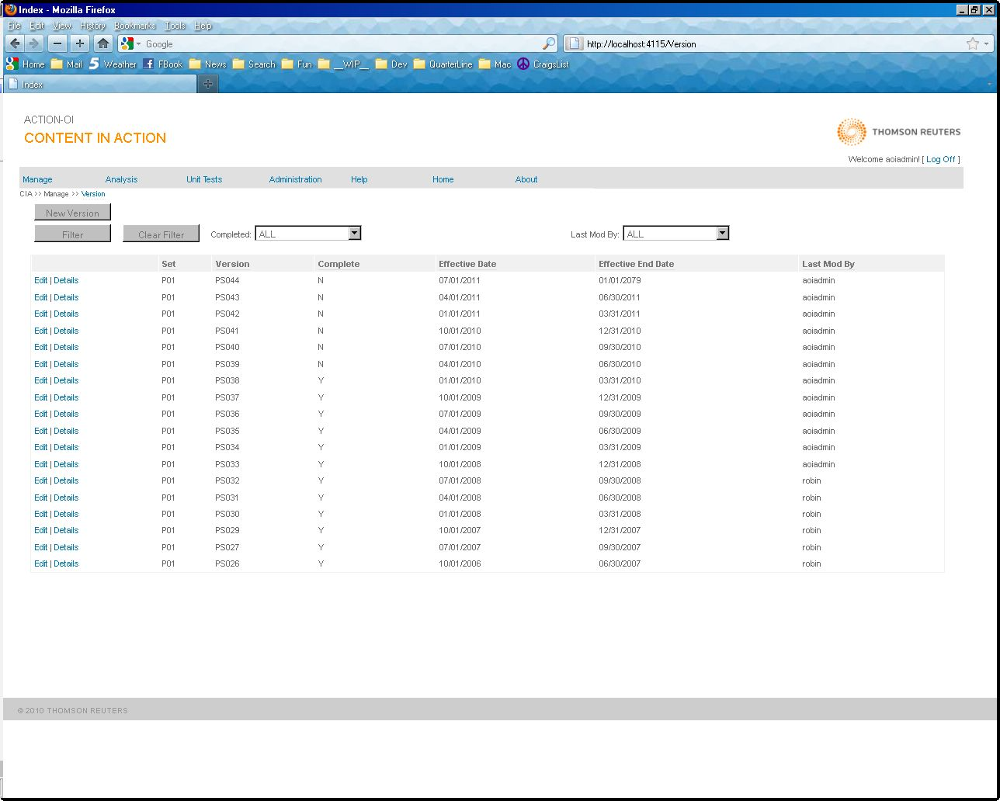 Index - Mozilla Firefox
File Edit View History Bookmarks Tools Help
Google http://localhost:4115/Version
Home Mail Weather FBook News Search Fun __WIP__ Dev QuarterLine Mac CraigsList
Index
ACTION-OI
CONTENT IN ACTION
THOMSON REUTERS
Welcome aoiadmin! [ Log Off ]
Manage Analysis Unit Tests Administration Help Home About
CIA >> Manage >> Version
New Version
Filter Clear Filter Completed: ALL Last Mod By: ALL
Set Version Complete Effective Date Effective End Date Last Mod By
Edit | Details P01 PS044 N 07/01/2011 01/01/2079 aoiadmin
Edit | Details P01 PS043 N 04/01/2011 06/30/2011 aoiadmin
Edit | Details P01 PS042 N 01/01/2011 03/31/2011 aoiadmin
Edit | Details P01 PS041 N 10/01/2010 12/31/2010 aoiadmin
Edit | Details P01 PS040 N 07/01/2010 09/30/2010 aoiadmin
Edit | Details P01 PS039 N 04/01/2010 06/30/2010 aoiadmin
Edit | Details P01 PS038 Y 01/01/2010 03/31/2010 aoiadmin
Edit | Details P01 PS037 Y 10/01/2009 12/31/2009 aoiadmin
Edit | Details P01 PS036 Y 07/01/2009 09/30/2009 aoiadmin
Edit | Details P01 PS035 Y 04/01/2009 06/30/2009 aoiadmin
Edit | Details P01 PS034 Y 01/01/2009 03/31/2009 aoiadmin
Edit | Details P01 PS033 Y 10/01/2008 12/31/2008 aoiadmin
Edit | Details P01 PS032 Y 07/01/2008 09/30/2008 robin
Edit | Details P01 PS031 Y 04/01/2008 06/30/2008 robin
Edit | Details P01 PS030 Y 01/01/2008 03/31/2008 robin
Edit | Details P01 PS029 Y 10/01/2007 12/31/2007 robin
Edit | Details P01 PS027 Y 07/01/2007 09/30/2007 robin
Edit | Details P01 PS026 Y 10/01/2006 06/30/2007 robin
© 2010 THOMSON REUTERS